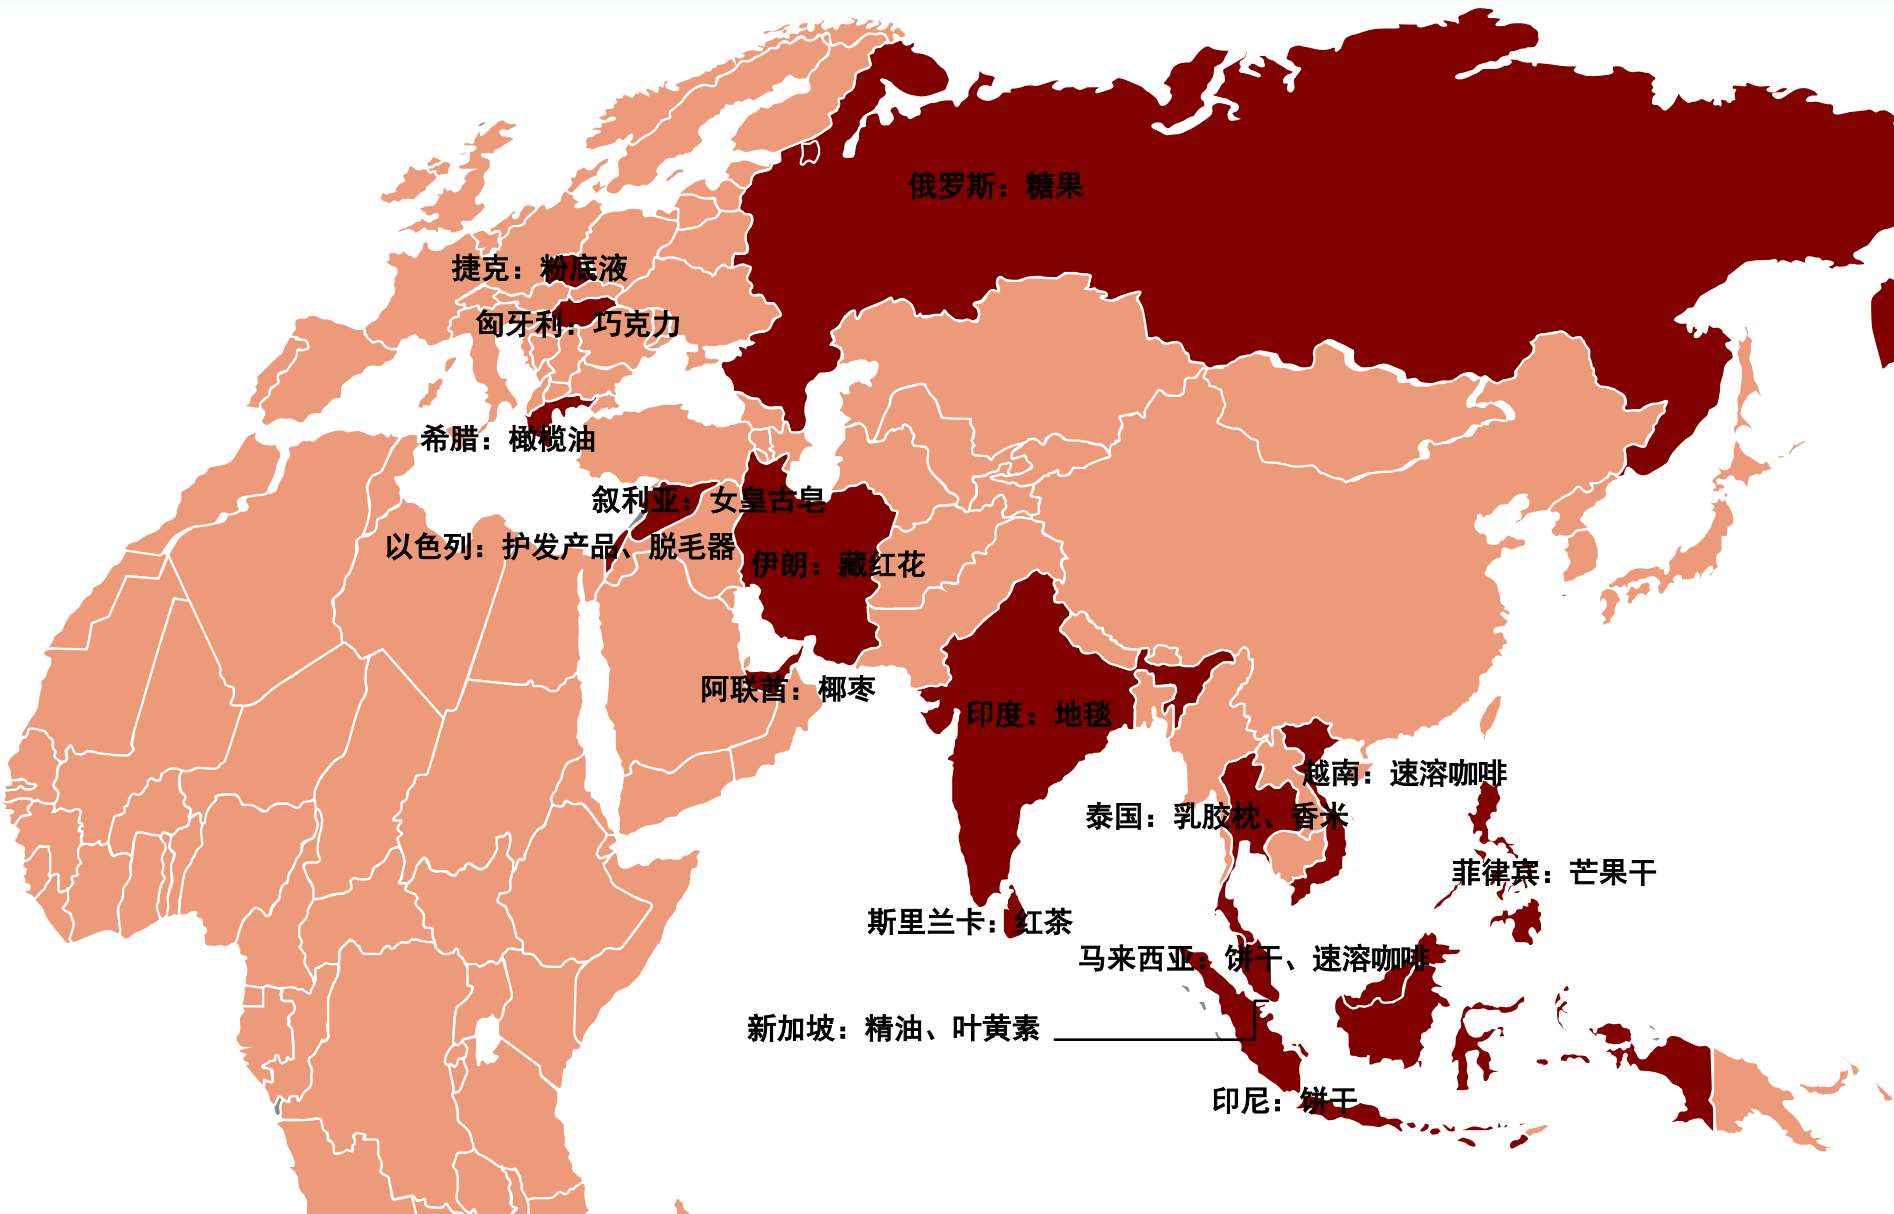 俄罗斯：糖果
捷克：粉底液
匈牙利：巧克力
希腊：橄榄油
叙利亚：女皇古皂
以色列：护发产品、脱毛器
伊朗：藏红花
阿联酋：椰枣
印度：地毯
越南：速溶咖啡
泰国：乳胶枕、香米
菲律宾：芒果干
斯里兰卡：红茶
马来西亚：饼干、速溶咖啡
新加坡：精油、叶黄素
印尼：饼干